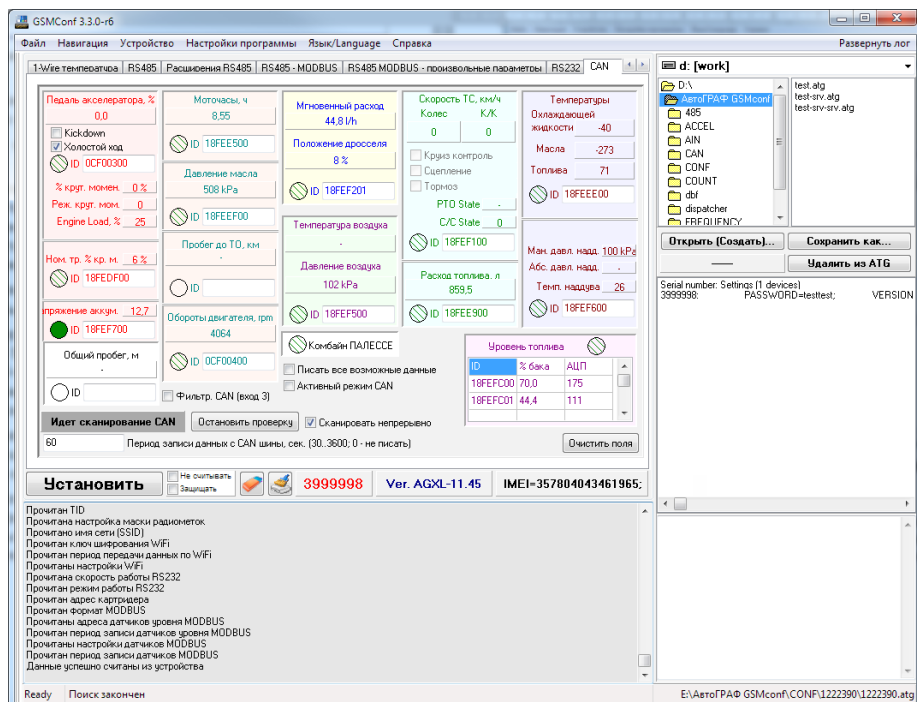 GSMConf 3.3.0-r6
Файл Навигация Устройство Настройки программы Язык/Language Справка Развернуть лог
1-Wire температура RS485 Расширения RS485 RS485 - MODBUS RS485 MODBUS - произвольные параметры RS232 CAN
Педаль акселератора, %
0,0
Kickdown
Холостой ход
ID 0CF00300
% крут. момен. 0 %
Реж. крут. мом. 0
Engine Load, % 25
Ном. тр. % кр. м. 6 %
ID 18FEDF00
пряжение аккум. 12,7
ID 18FEF700
Общий пробег, м
-
ID
Моточасы, ч
8,55
ID 18FEE500
Давление масла
508 kPa
ID 18FEEF00
Пробег до ТО, км
-
ID
Обороты двигателя, rpm
4064
ID 0CF00400
Фильтр. CAN (вход 3)
Мгновенный расход
44,8 l/h
Положение дросселя
8 %
ID 18FEF201
Температура воздуха
-
Давление воздуха
102 kPa
ID 18FEF500
Комбайн ПАЛЕССЕ
Писать все возможные данные
Активный режим CAN
Скорость ТС, км/ч
Колес К/К
0 0
Круиз контроль
Сцепление
Тормоз
PTO State -
C/C State 0
ID 18FEF100
Расход топлива. л
859,5
ID 18FEE900
Температуры
Охлаждающей
жидкости -40
Масла -273
Топлива 71
ID 18FEEE00
Ман. давл. надд. 100 kPa
Абс. давл. надд. -
Темп. наддува 26
ID 18FEF600
Уровень топлива
ID % бака АЦП
18FEFC00 70,0 175
18FEFC01 44,4 111
Идет сканирование CAN Остановить проверку Сканировать непрерывно
60 Период записи данных с CAN шины, сек. (30..3600; 0 - не писать) Очистить поля
Установить
Не считывать
Защищать
3999998 Ver. AGXL-11.45 IMEI=357804043461965;
Прочитан TID
Прочитана настройка маски радиометок
Прочитано имя сети (SSID)
Прочитан ключ шифрования WiFi
Прочитан период передачи данных по WiFi
Прочитаны настройки WiFi
Прочитана скорость работы RS232
Прочитан режим работы RS232
Прочитан адрес картридера
Прочитан формат MODBUS
Прочитаны адреса датчиков уровня MODBUS
Прочитан период записи датчиков уровня MODBUS
Прочитаны настройки датчиков MODBUS
Прочитан период записи датчиков MODBUS
Данные успешно считаны из устройства
d: [work]
D:\
АвтоГРАФ GSMconf
485
ACCEL
AIN
CAN
CONF
COUNT
dbf
dispatcher
FREQUENCY
test.atg
test-srv.atg
test-srv-srv.atg
Открыть (Создать)... Сохранить как...
Удалить из ATG
Serial number: Settings (1 devices)
3999998: PASSWORD=testtest; VERSION
Ready Поиск закончен E:\АвтоГРАФ GSMconf\CONF\1222390\1222390.atg